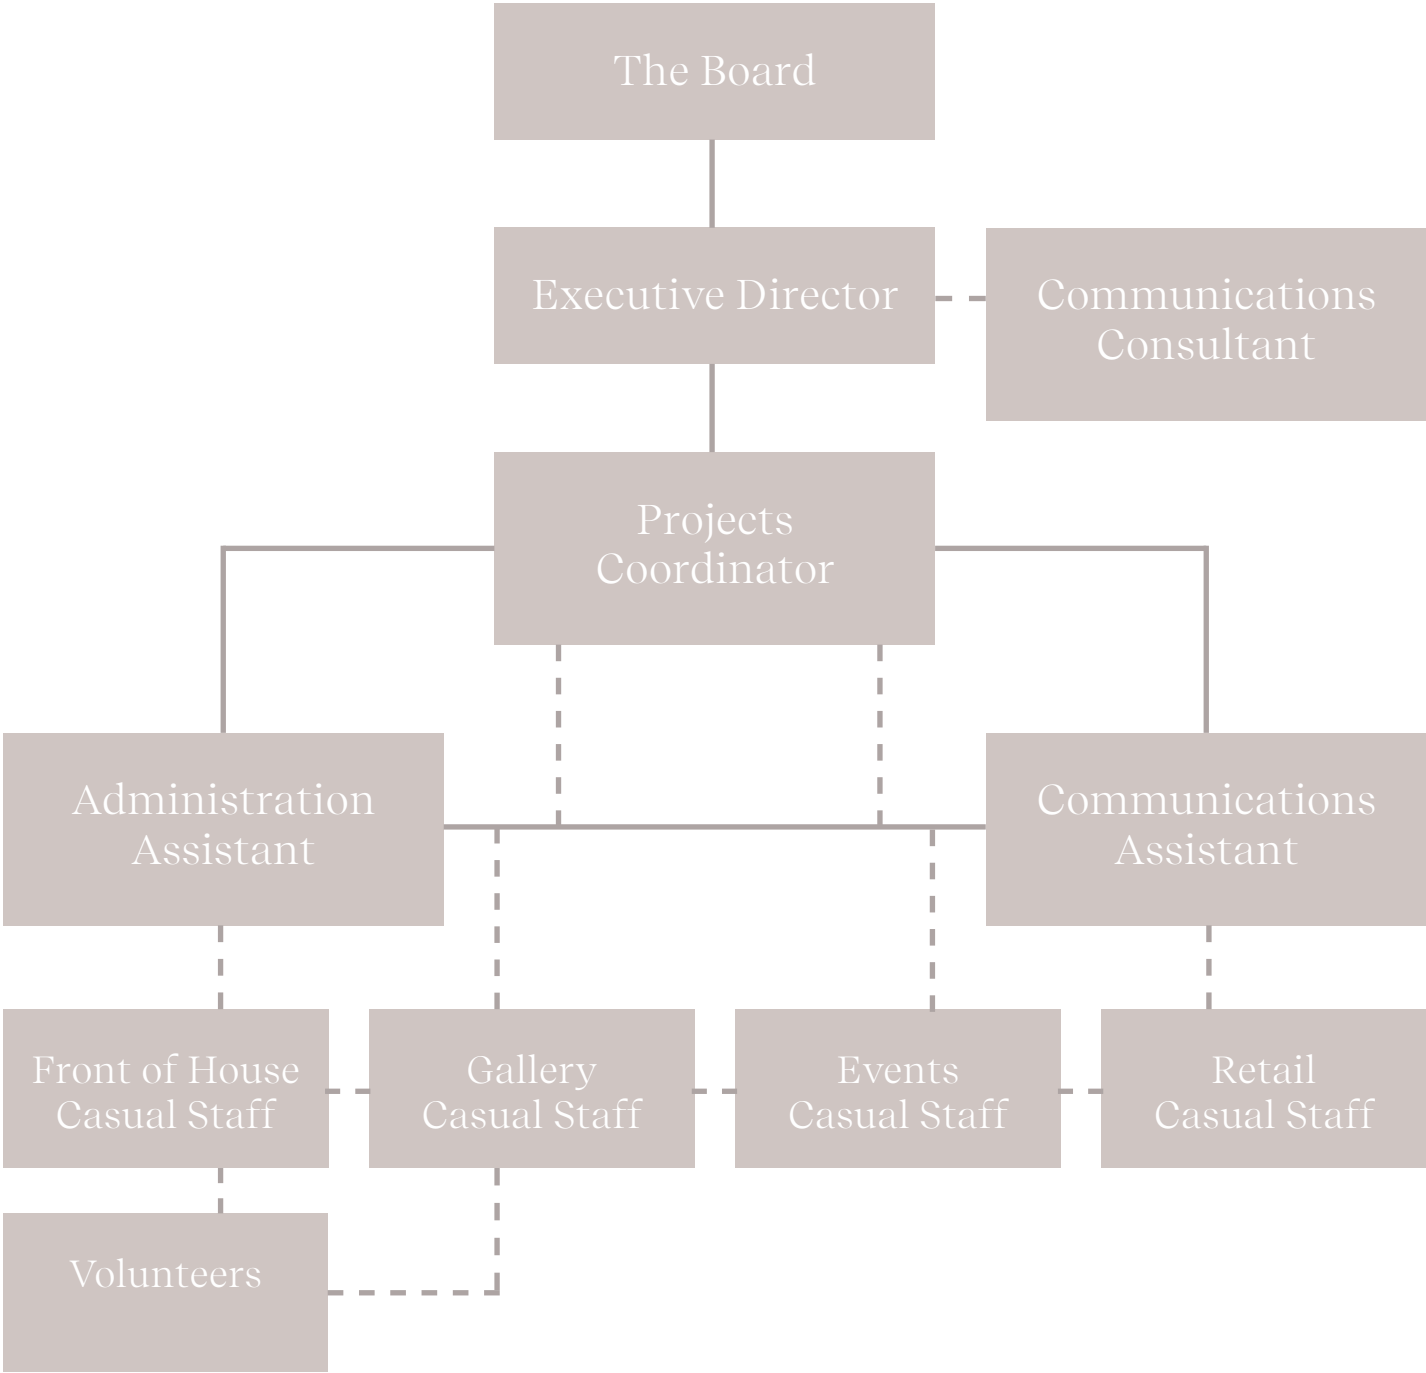 The Board
Executive Director
Communications
Consultant
Projects
Coordinator
Administration
Assistant
Communications
Assistant
Front of House
Casual Staff
Gallery
Casual Staff
Events
Casual Staff
Retail
Casual Staff
Volunteers